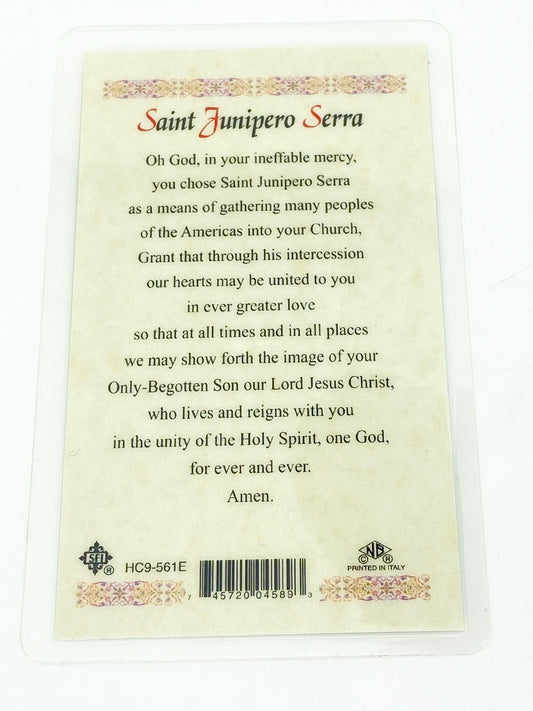 Saint Junipero Serra
Oh God, in your ineffable mercy,
you chose Saint Junipero Serra
as a means of gathering many peoples
of the Americas into your Church,
Grant that through his intercession
our hearts may be united to you
in ever greater love
so that at all times and in all places
we may show forth the image of your
Only-Begotten Son our Lord Jesus Christ,
who lives and reigns with you
in the unity of the Holy Spirit, one God,
for ever and ever.
Amen.
SFI ®
HC9-561E
7 45720 04589 3
© NB ®
PRINTED IN ITALY